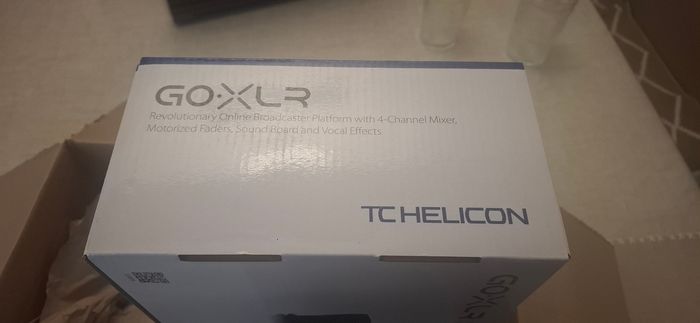 GO·XLR
Revolutionary Online Broadcaster Platform with 4-Channel Mixer,
Motorized Faders, Sound Board and Vocal Effects
TC HELICON
GO·XLR